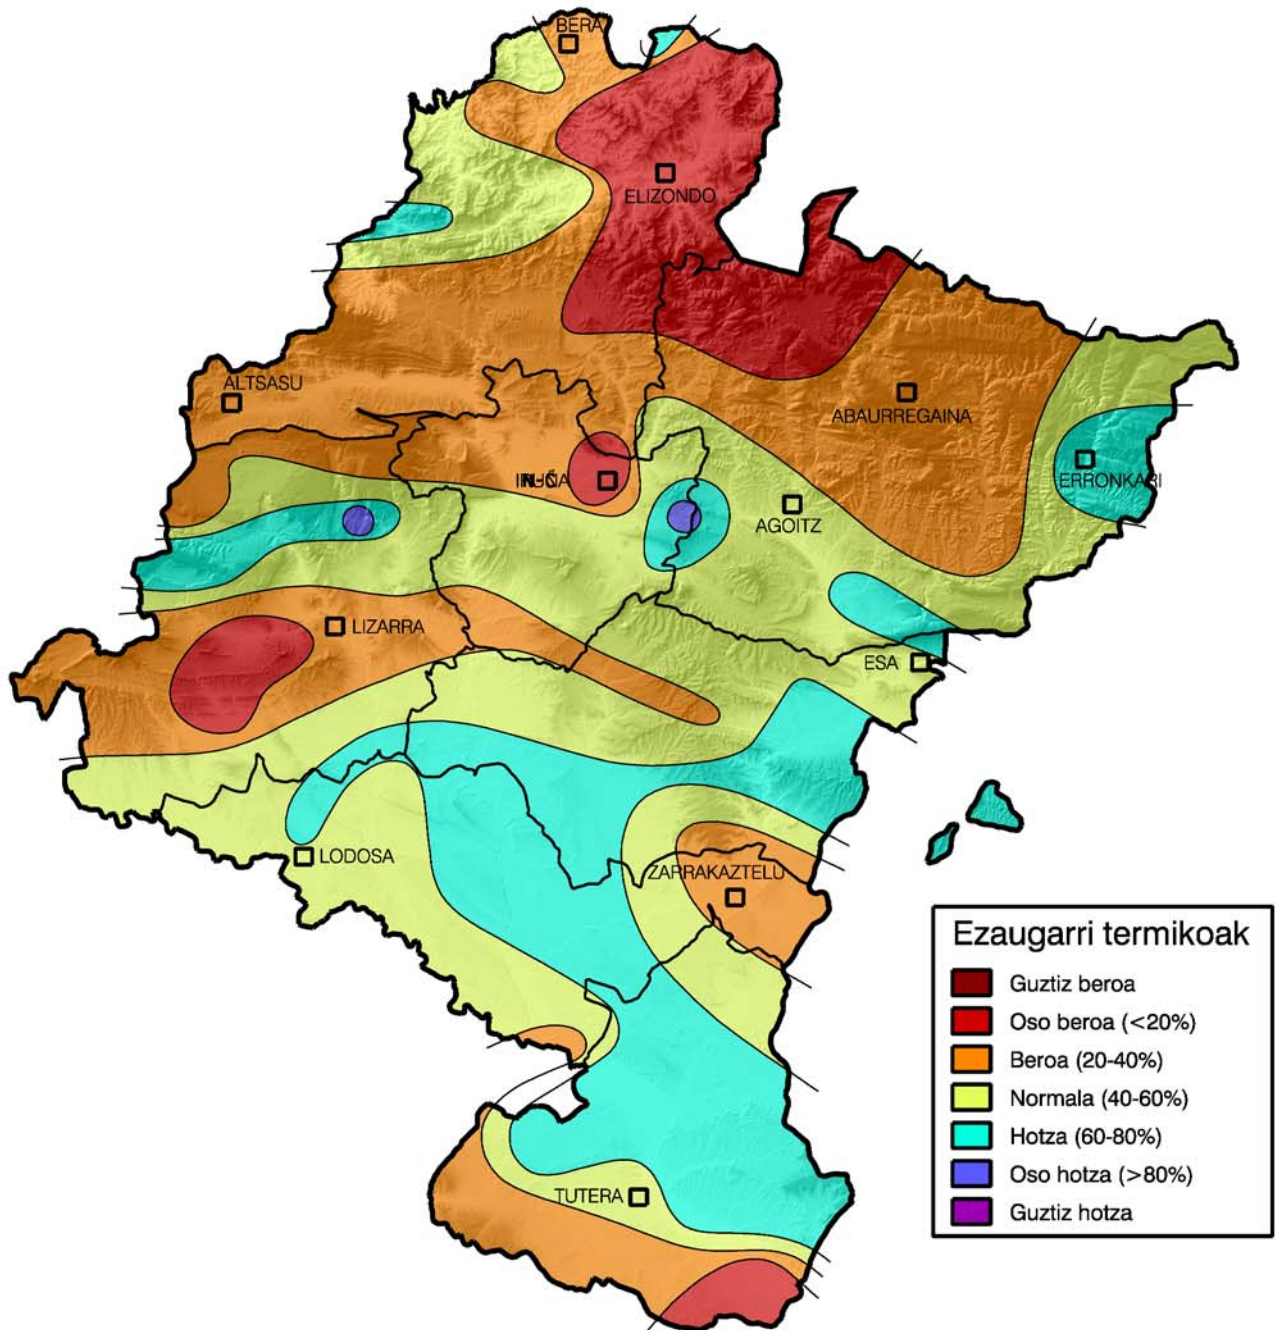 BERA
ELIZONDO
ALTSASU
ABAURREGAINA
ERRONKARI
AGOITZ
LIZARRA
ESA
LODOSA
ZARRAKAZTELU
TUTERA
Ezaugarri termikoak
Guztiz beroa
Oso beroa (<20%)
Beroa (20-40%)
Normala (40-60%)
Hotza (60-80%)
Oso hotza (>80%)
Guztiz hotza